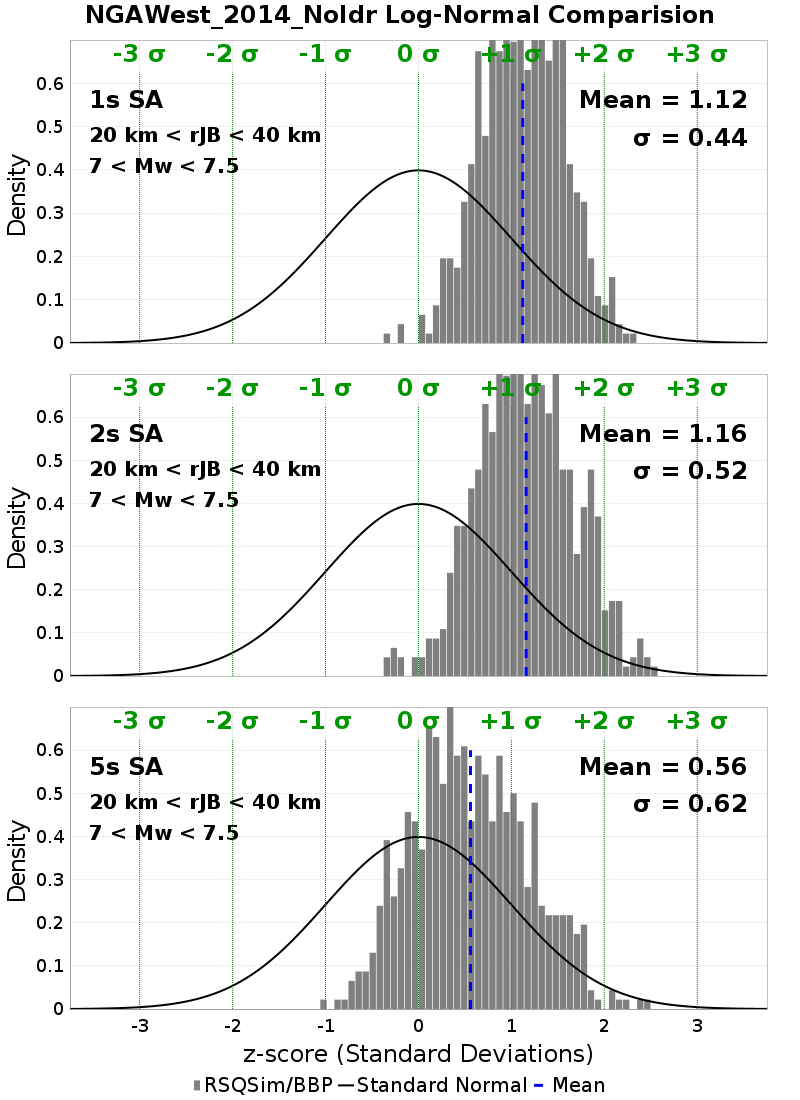 NGAWest_2014_NoIdr Log-Normal Comparision
-3 σ -2 σ -1 σ 0 σ +1 σ +2 σ +3 σ
1s SA
Mean = 1.12
20 km < rJB < 40 km
σ = 0.44
7 < Mw < 7.5
0.6
0.5
0.4
0.3
0.2
0.1
0
Density
-3 σ -2 σ -1 σ 0 σ +1 σ +2 σ +3 σ
2s SA
Mean = 1.16
20 km < rJB < 40 km
σ = 0.52
7 < Mw < 7.5
0.6
0.5
0.4
0.3
0.2
0.1
0
Density
-3 σ -2 σ -1 σ 0 σ +1 σ +2 σ +3 σ
5s SA
Mean = 0.56
20 km < rJB < 40 km
σ = 0.62
7 < Mw < 7.5
0.6
0.5
0.4
0.3
0.2
0.1
0
Density
-3 -2 -1 0 1 2 3
z-score (Standard Deviations)
RSQSim/BBP Standard Normal Mean